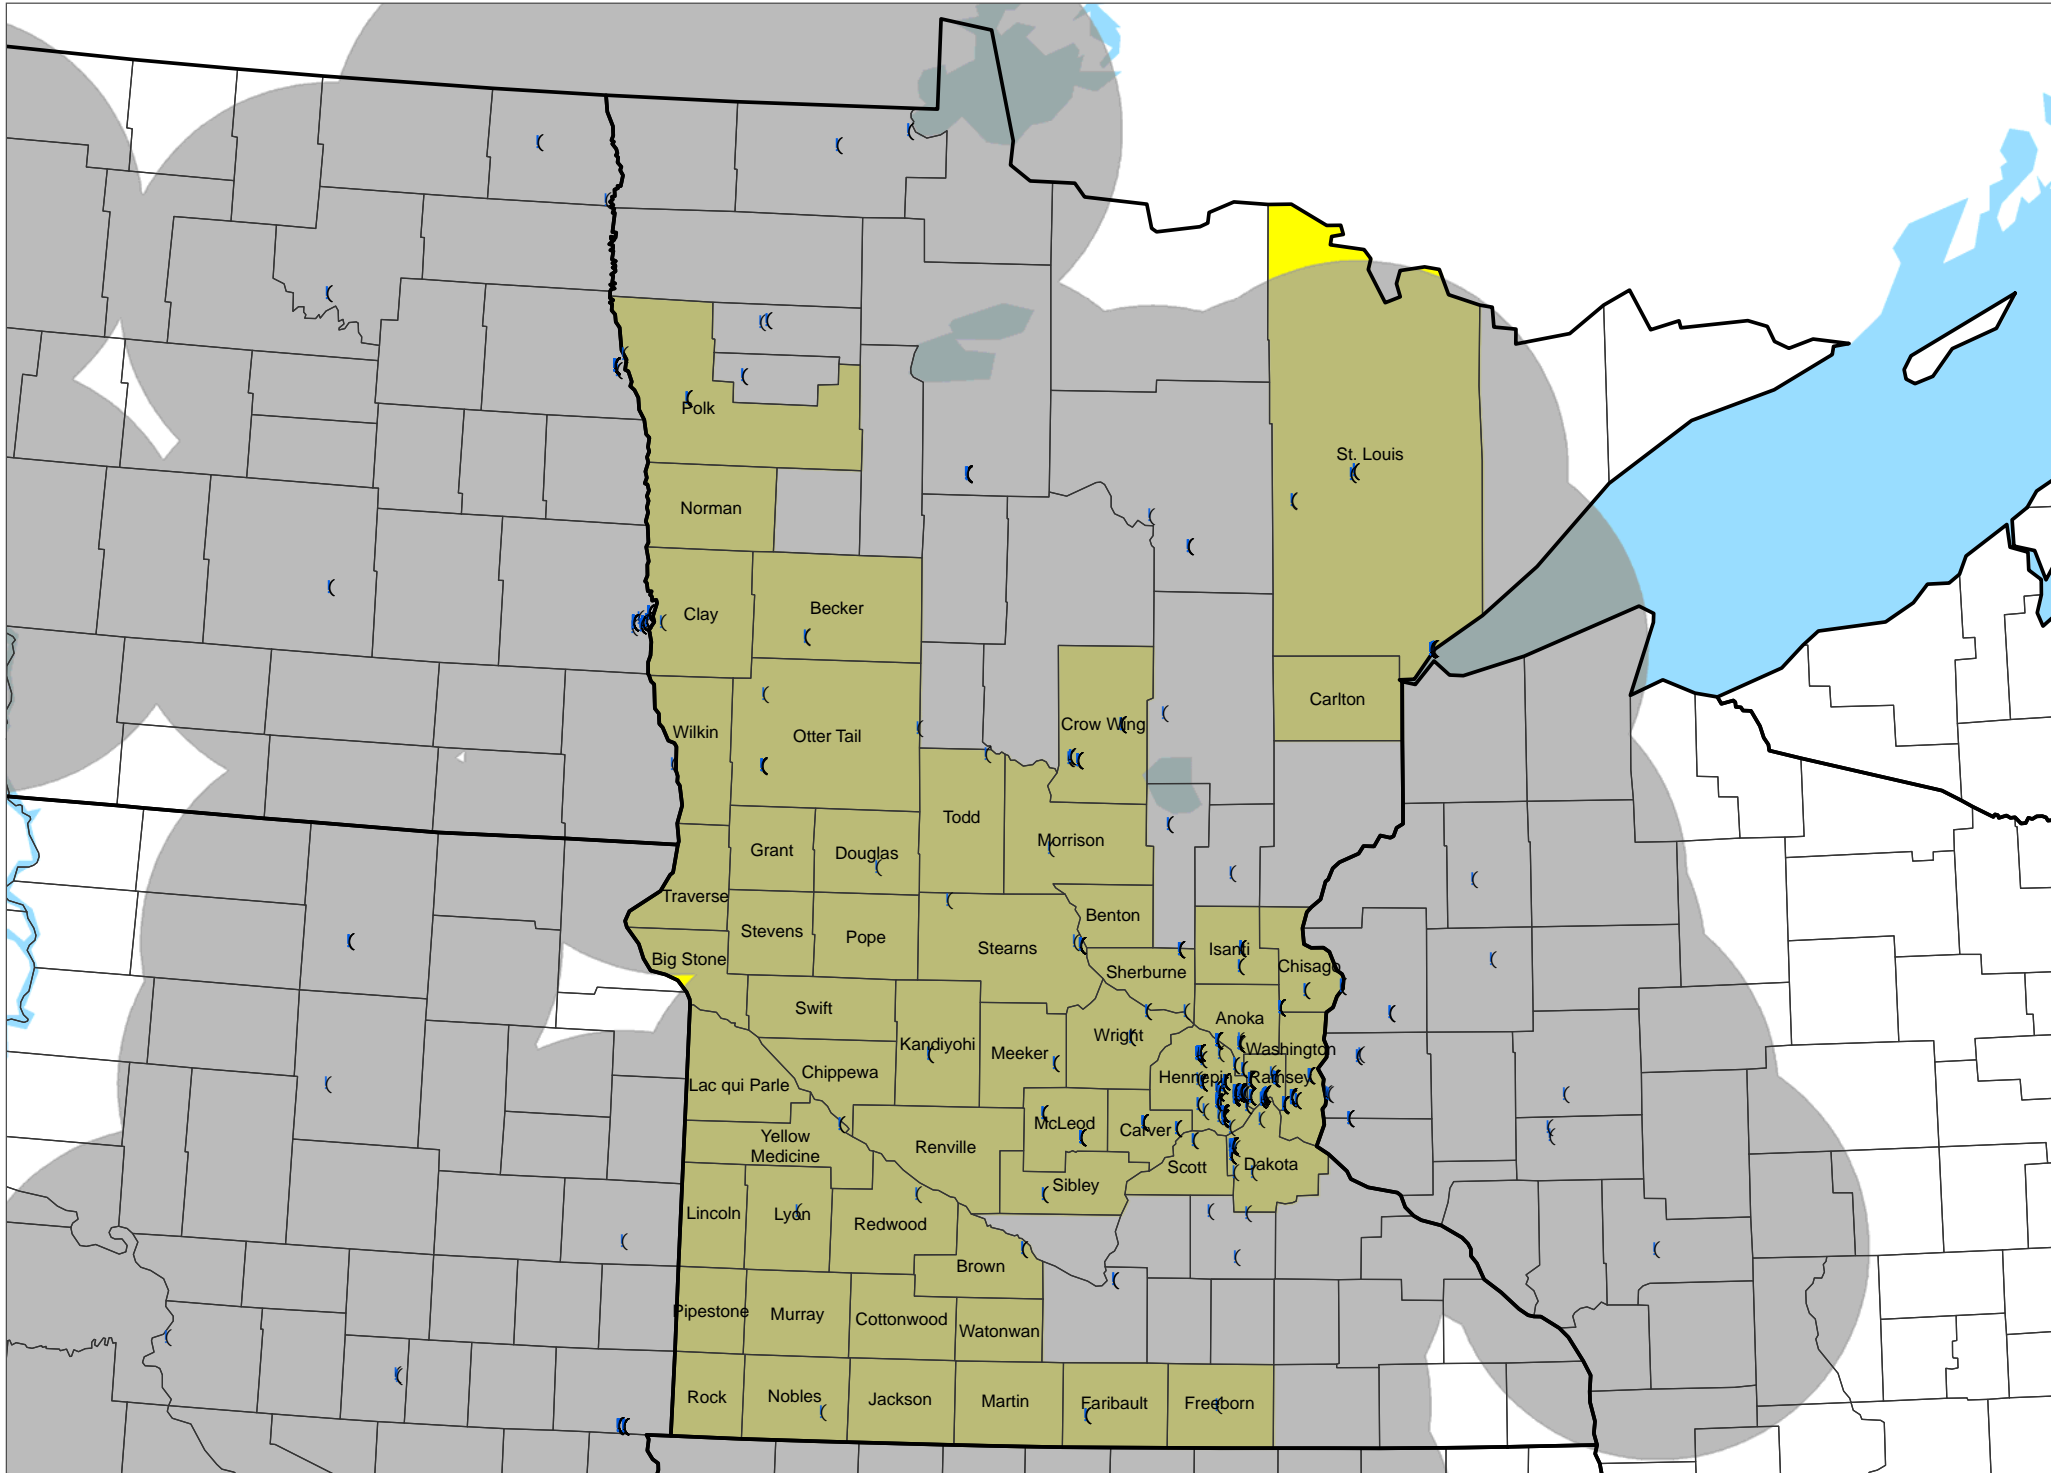 Polk
St. Louis
Norman
Becker
Clay
Carlton
Crow Wing
Wilkin
Otter Tail
Todd
Morrison
Grant
Douglas
Traverse
Benton
Stevens
Pope
Stearns
Isanti
Big Stone
Sherburne
Chisago
Swift
Anoka
Wright
Kandiyohi
Meeker
Washington
Chippewa
Hennepin
Ramsey
Lac qui Parle
McLeod
Carver
Yellow
Medicine
Renville
Scott
Dakota
Sibley
Lincoln
Lyon
Redwood
Brown
Pipestone
Murray
Cottonwood
Watonwan
Rock
Nobles
Jackson
Martin
Faribault
Freeborn